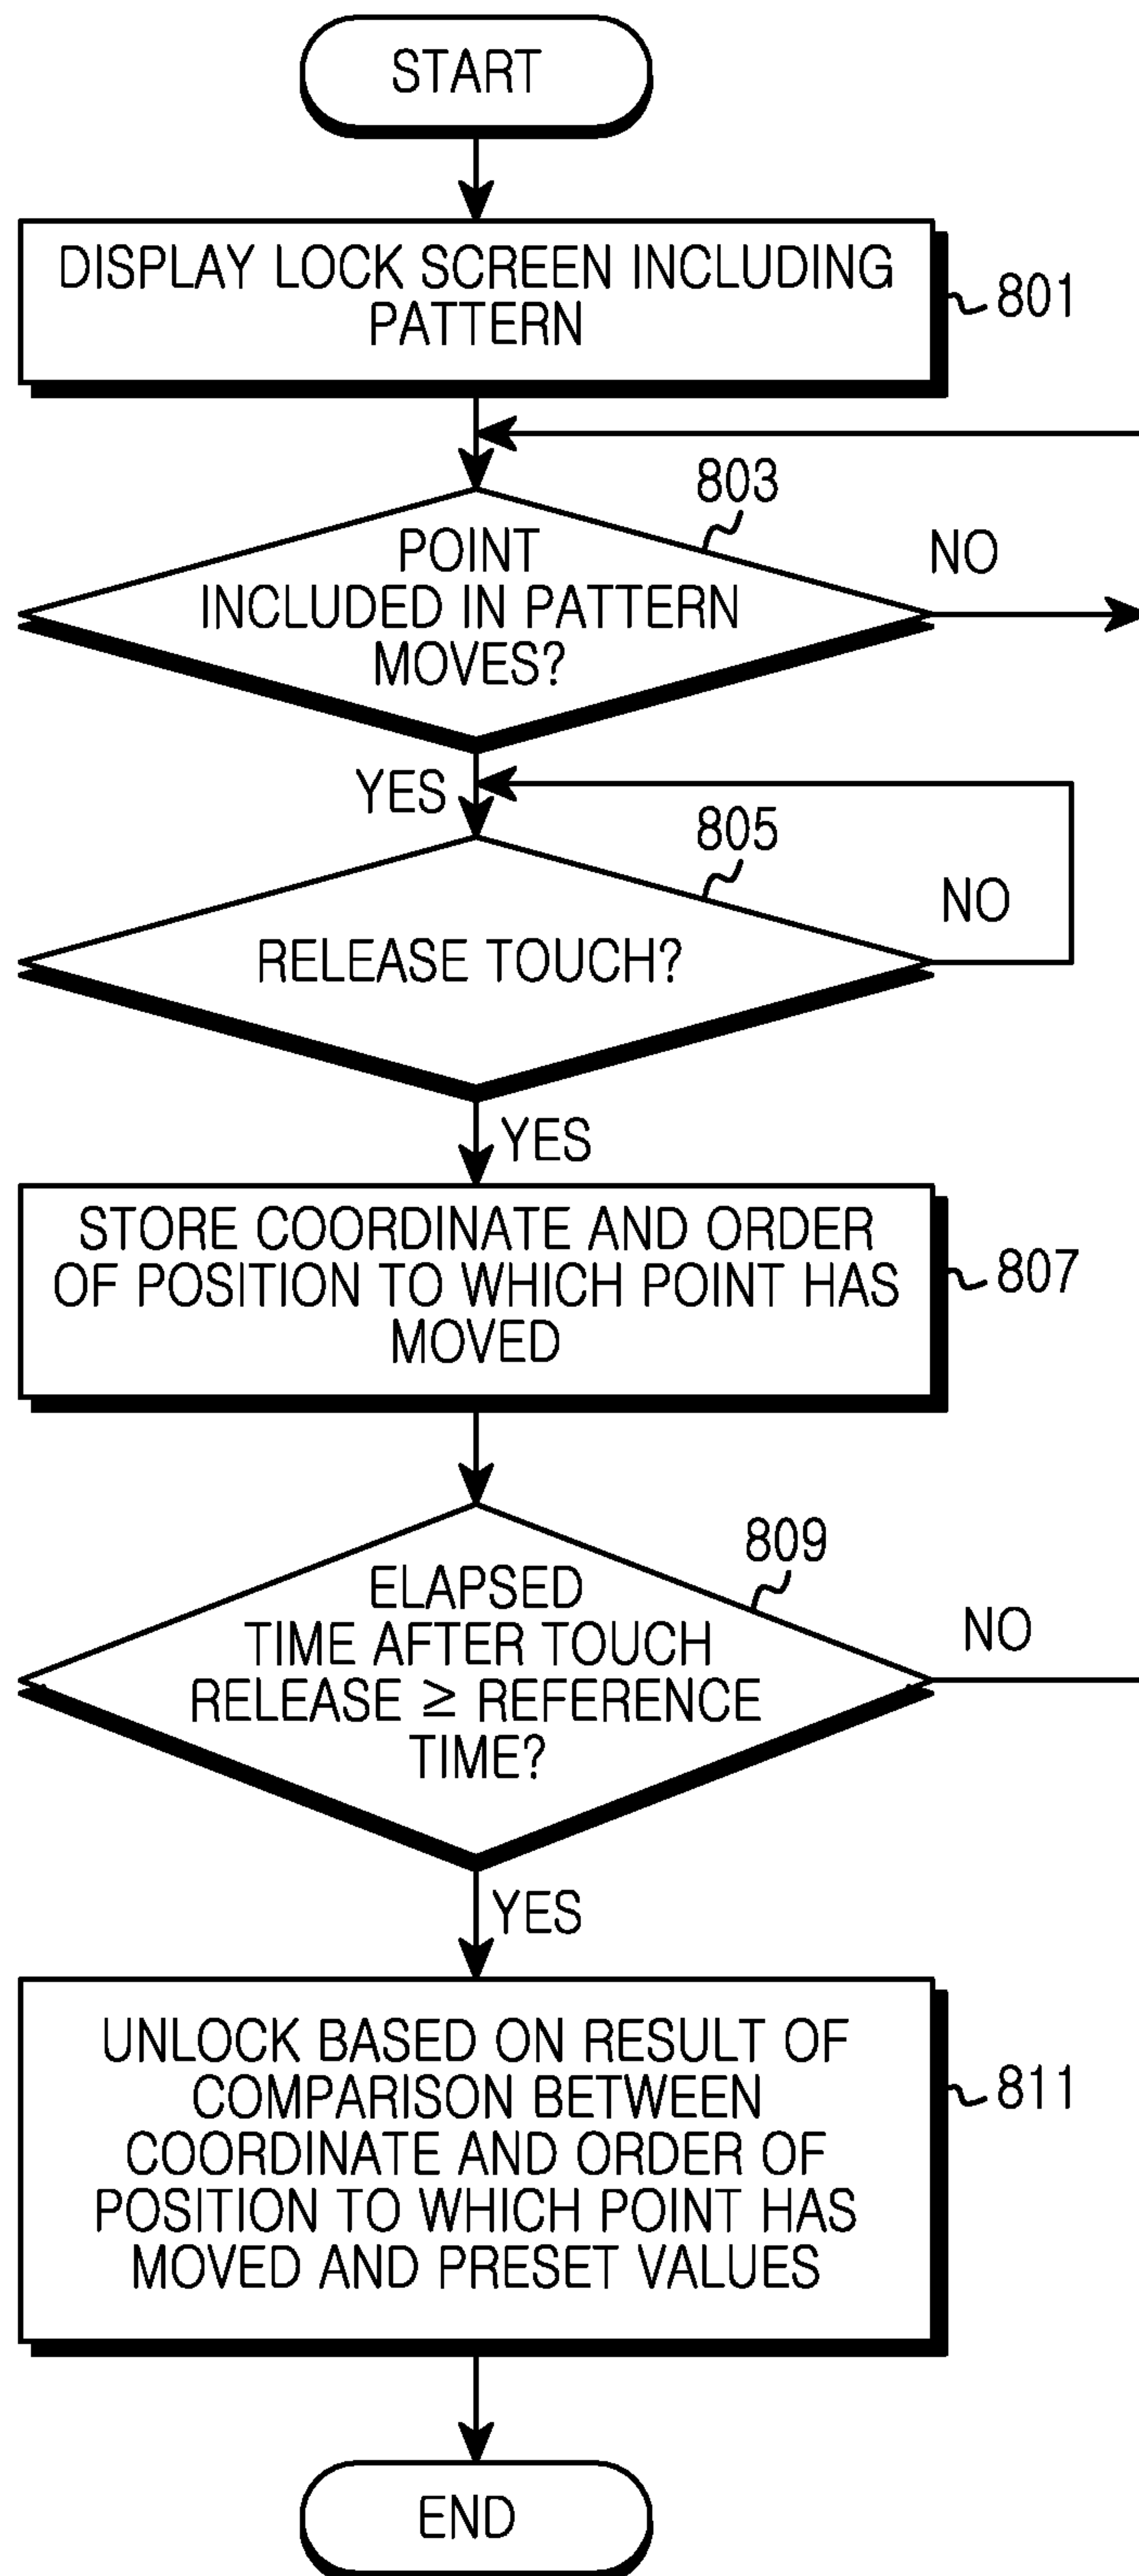 START
DISPLAY LOCK SCREEN INCLUDING
PATTERN
801
803
POINT
INCLUDED IN PATTERN
MOVES?
NO
YES
805
RELEASE TOUCH?
NO
YES
STORE COORDINATE AND ORDER
OF POSITION TO WHICH POINT HAS
MOVED
807
809
ELAPSED
TIME AFTER TOUCH
RELEASE ≥ REFERENCE
TIME?
NO
YES
UNLOCK BASED ON RESULT OF
COMPARISON BETWEEN
COORDINATE AND ORDER OF
POSITION TO WHICH POINT HAS
MOVED AND PRESET VALUES
811
END